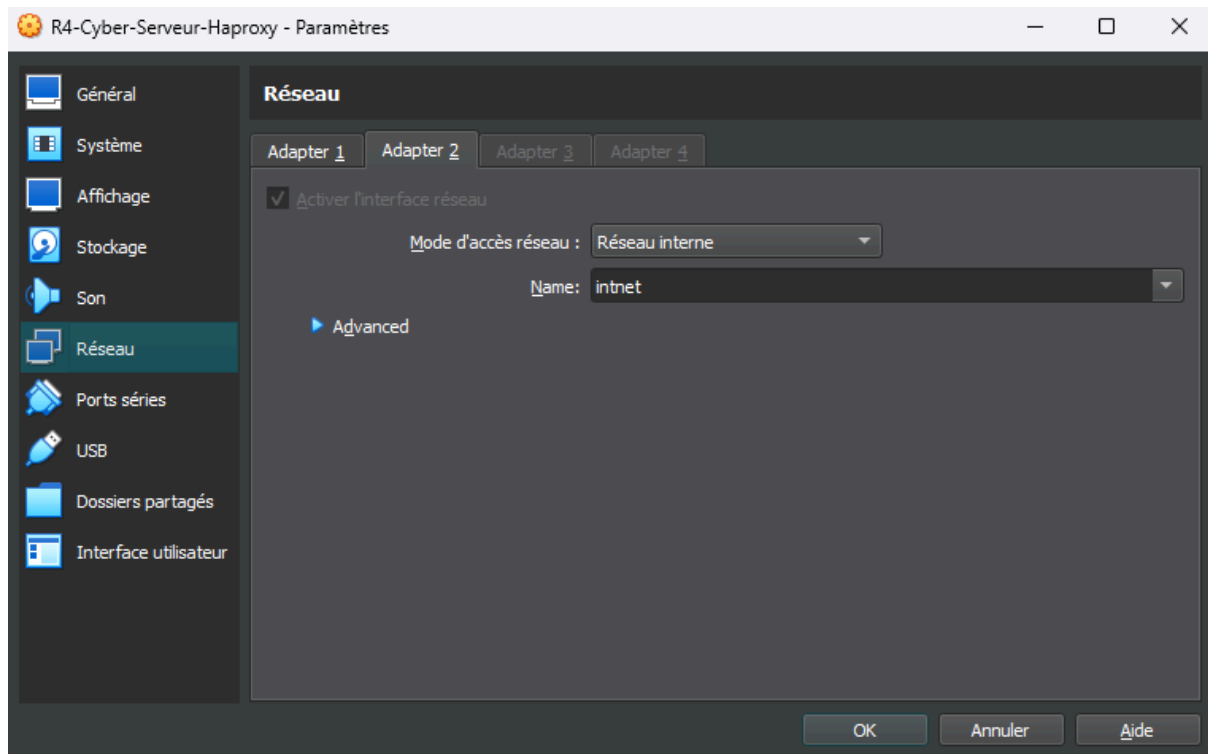 R4-Cyber-Serveur-Haproxy - Paramètres
Général
Système
Affichage
Stockage
Son
Réseau
Ports séries
USB
Dossiers partagés
Interface utilisateur
Réseau
Adapter 1 Adapter 2 Adapter 3 Adapter 4
Activer l'interface réseau
Mode d'accès réseau : Réseau interne
Name: intnet
Advanced
OK Annuler Aide